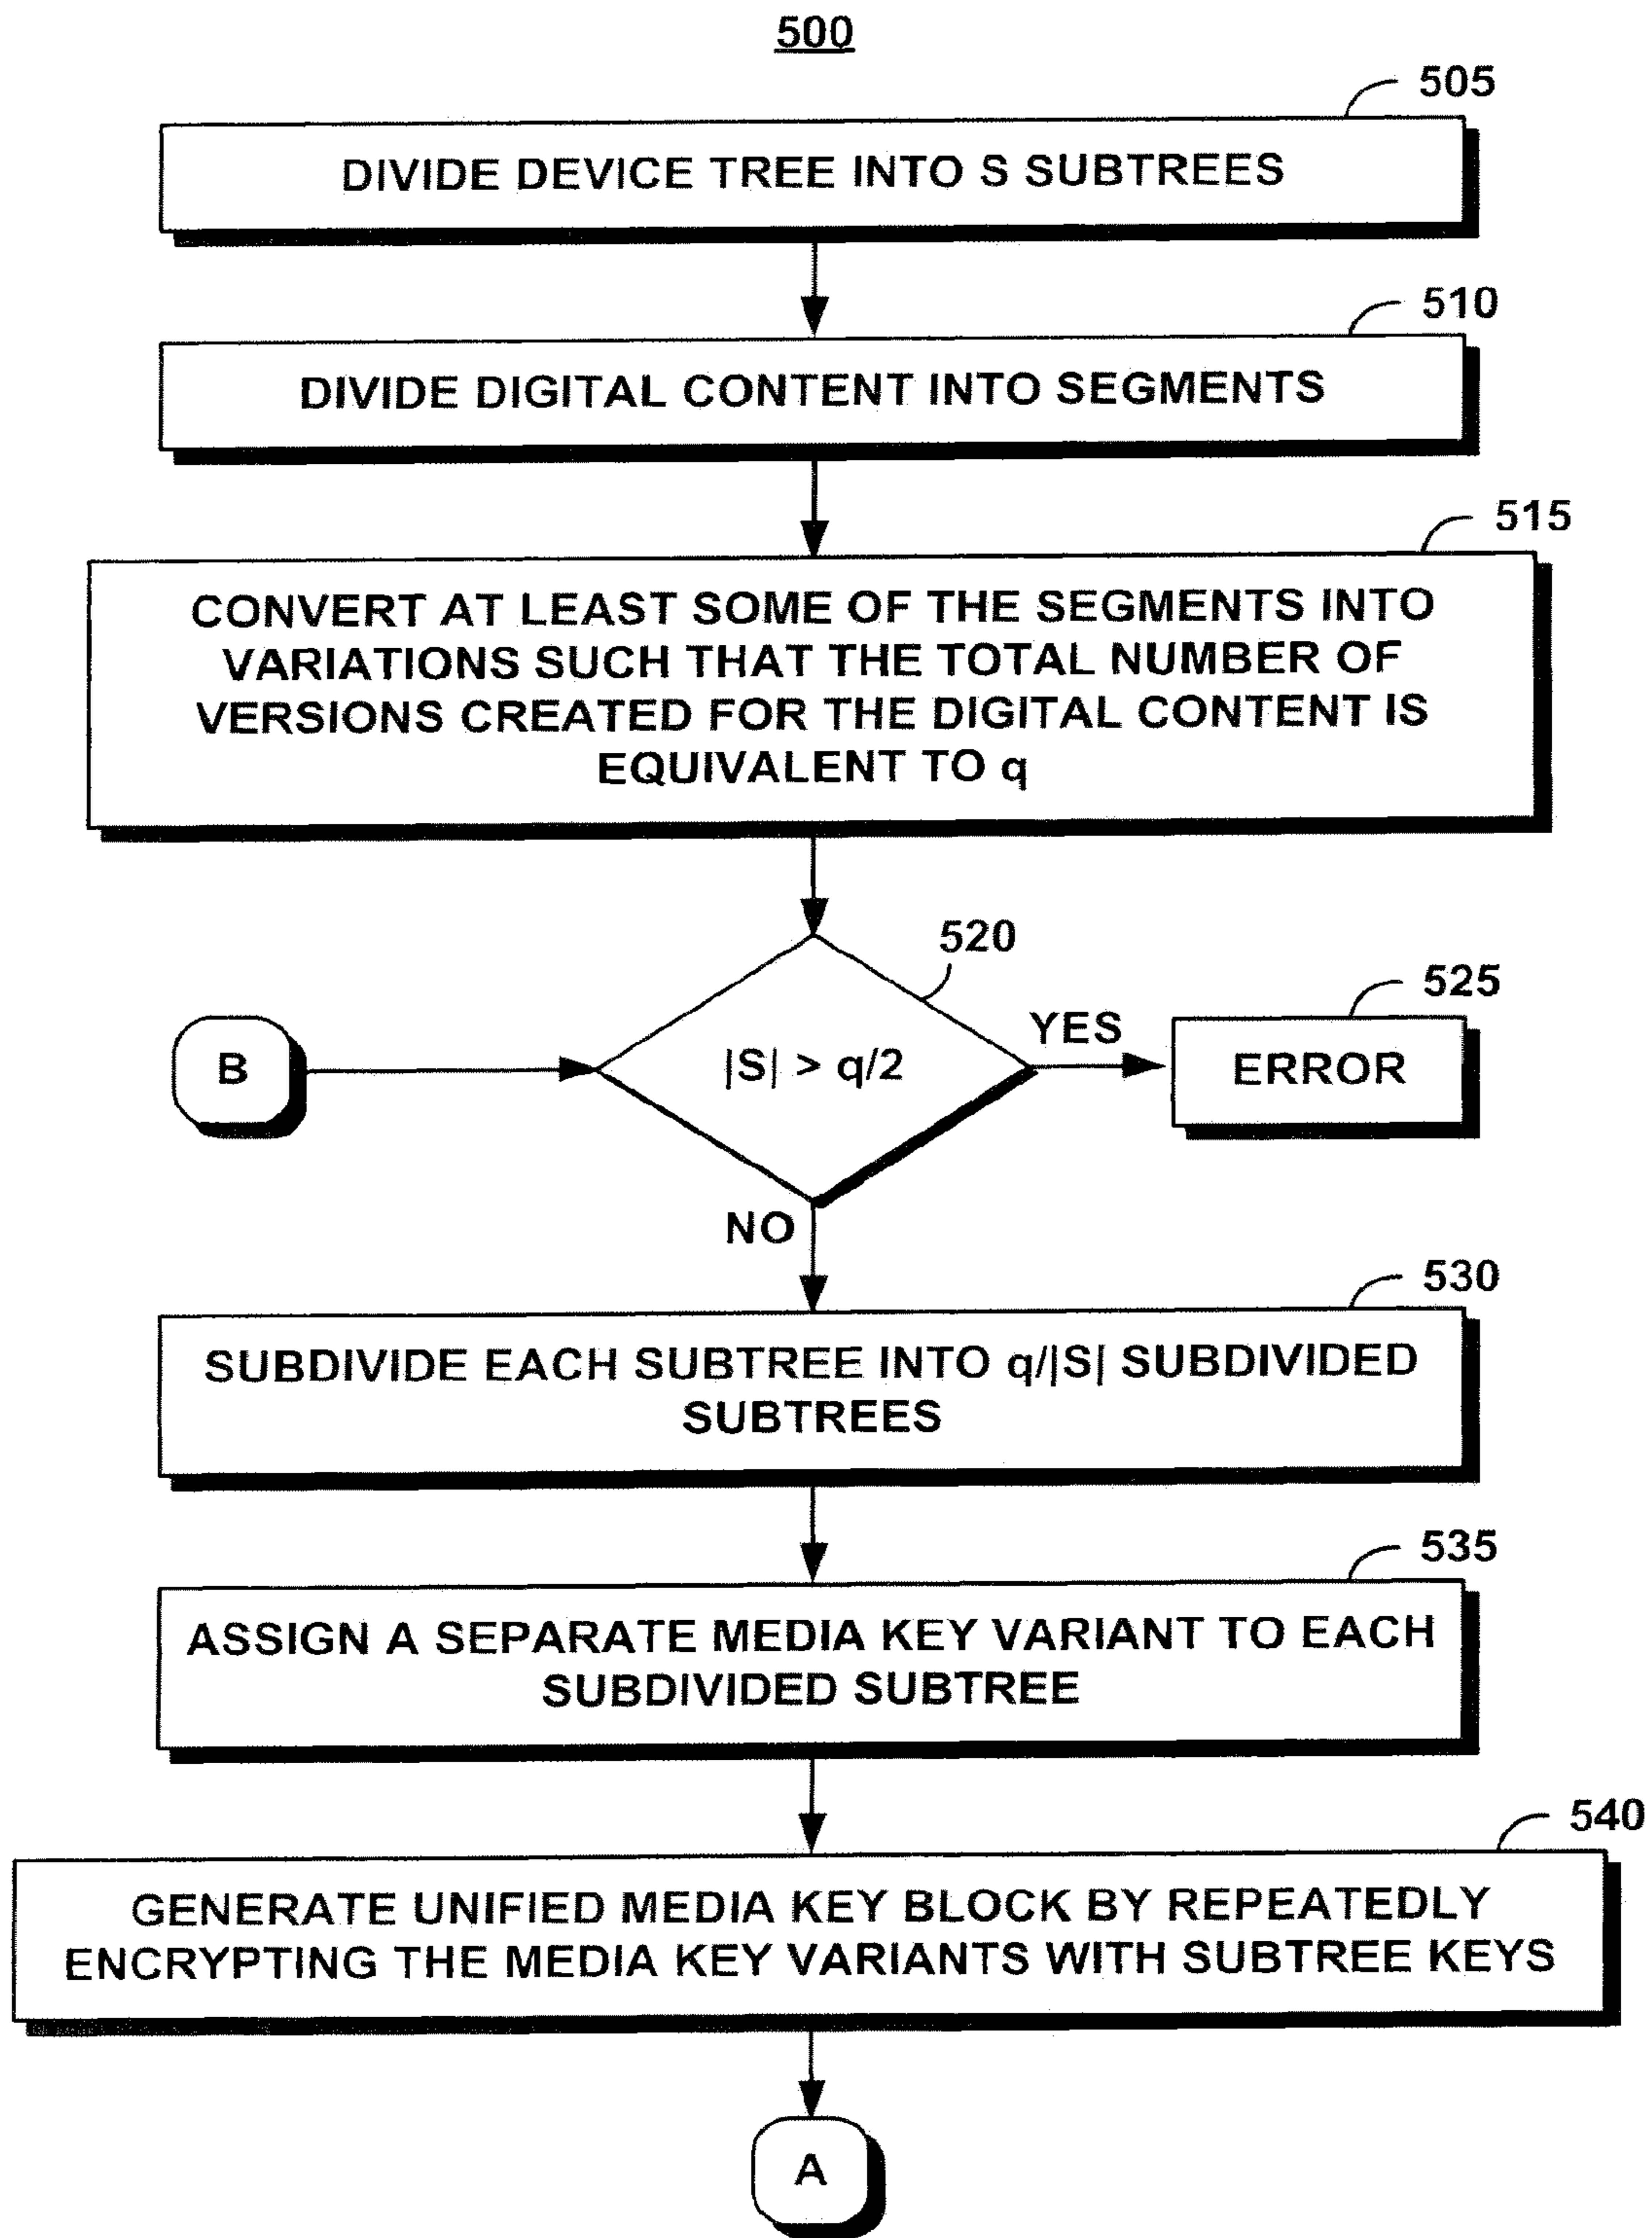 500
505
DIVIDE DEVICE TREE INTO S SUBTREES
510
DIVIDE DIGITAL CONTENT INTO SEGMENTS
515
CONVERT AT LEAST SOME OF THE SEGMENTS INTO
VARIATIONS SUCH THAT THE TOTAL NUMBER OF
VERSIONS CREATED FOR THE DIGITAL CONTENT IS
EQUIVALENT TO q
520
525
B
|S| > q/2
YES
ERROR
NO
530
SUBDIVIDE EACH SUBTREE INTO q/|S| SUBDIVIDED
SUBTREES
535
ASSIGN A SEPARATE MEDIA KEY VARIANT TO EACH
SUBDIVIDED SUBTREE
540
GENERATE UNIFIED MEDIA KEY BLOCK BY REPEATEDLY
ENCRYPTING THE MEDIA KEY VARIANTS WITH SUBTREE KEYS
A